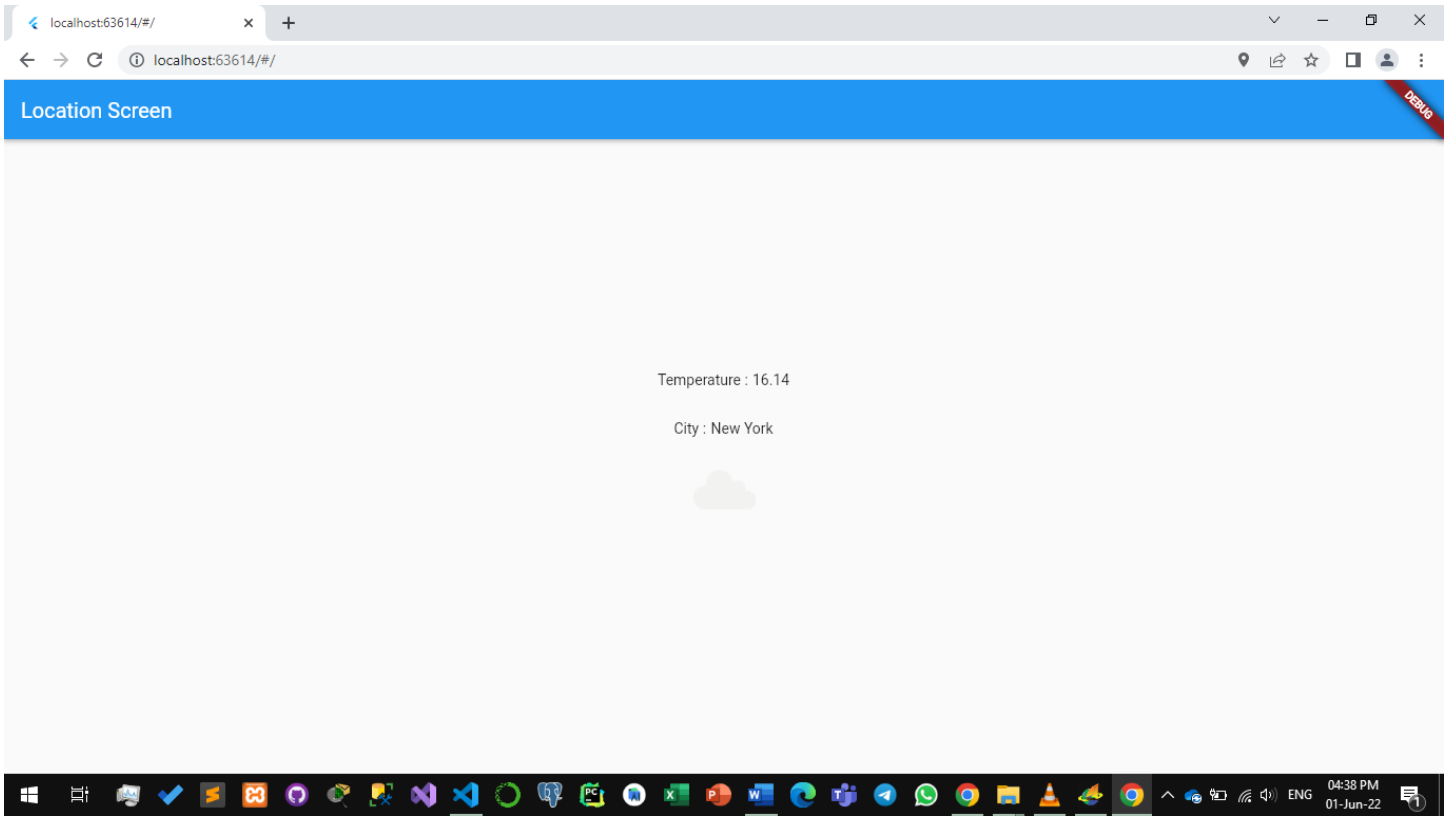 localhost:63614/#/
localhost:63614/#/
Location Screen
DEBUG
Temperature : 16.14
City : New York
ENG
04:38 PM
01-Jun-22
1